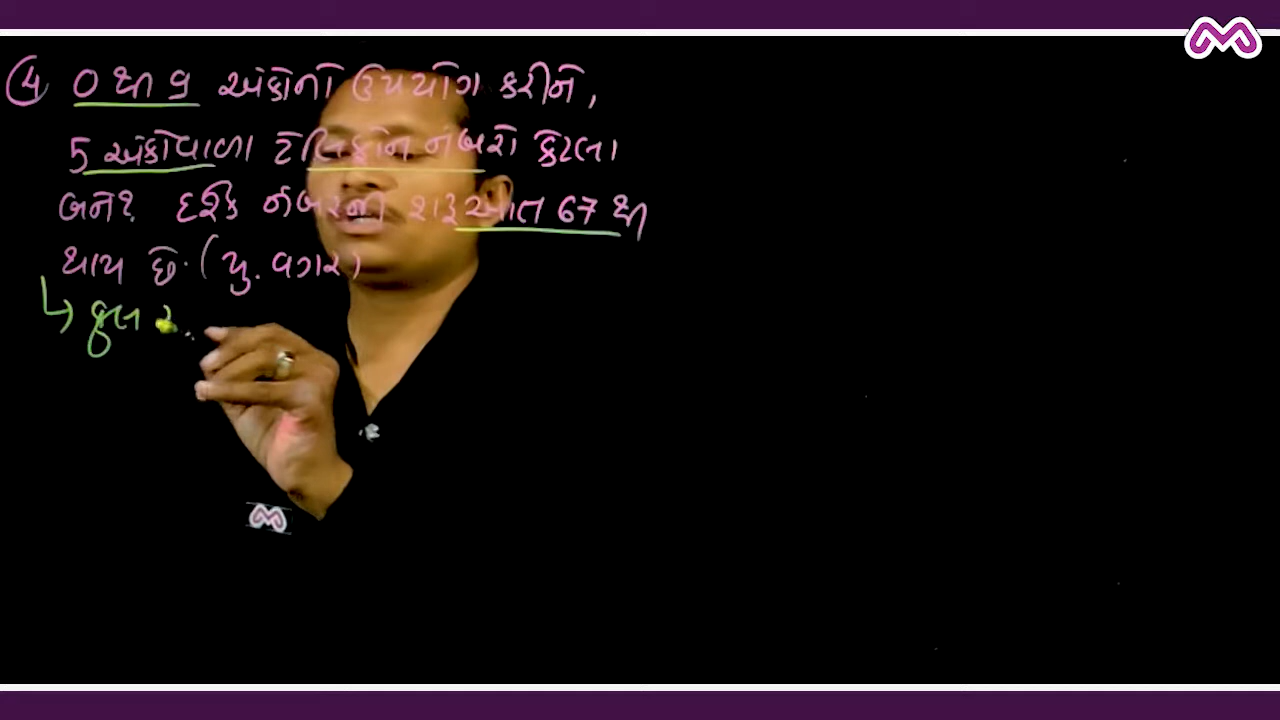 ④ 0 થી 9 અંકોનો ઉપયોગ કરીને,
5 અંકોવાળા ટેલિફોન નંબરો કેટલા
બને? દરેક નંબરની શરૂઆત 67 થી
થાય છે. (પુ. વગર)
↳ કુલ